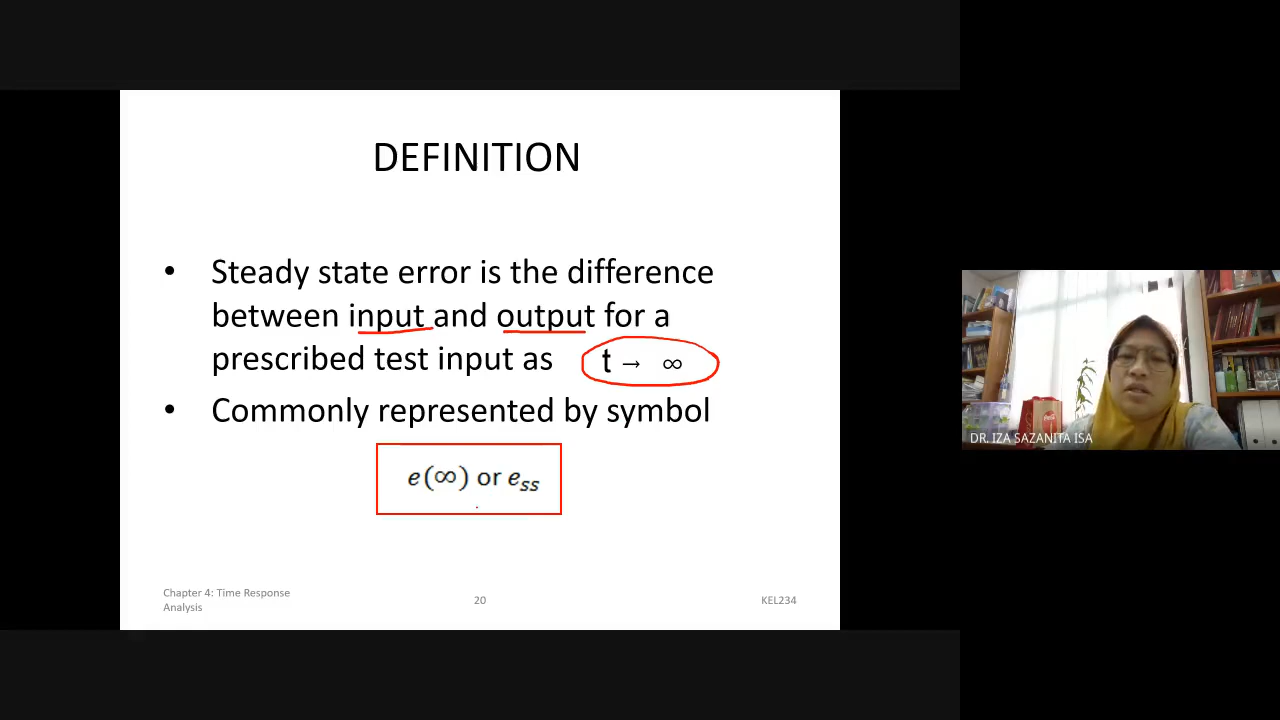 DEFINITION
• Steady state error is the difference
between input and output for a
prescribed test input as t → ∞
• Commonly represented by symbol
e(∞) or eₛₛ
Chapter 4: Time Response
Analysis
20
KEL234
DR. IZA SAZANITA ISA